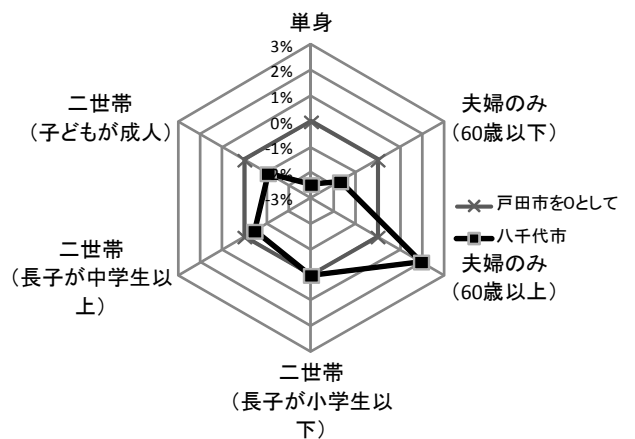 単身
3%
2%
1%
0%
-1%
-2%
-3%
夫婦のみ
（60歳以下）
夫婦のみ
（60歳以上）
二世帯
（長子が小学生以
下）
二世帯
（長子が中学生以
上）
二世帯
（子どもが成人）
戸田市を0として
八千代市